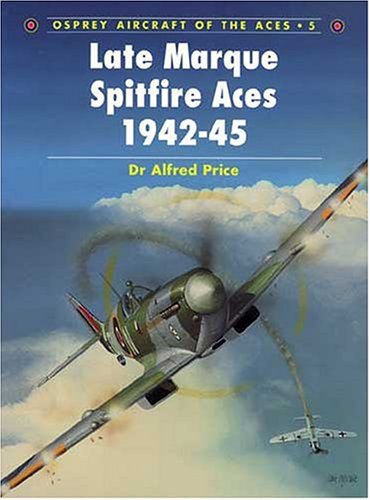 OSPREY AIRCRAFT OF THE ACES • 5
Late Marque
Spitfire Aces
1942-45
Dr Alfred Price